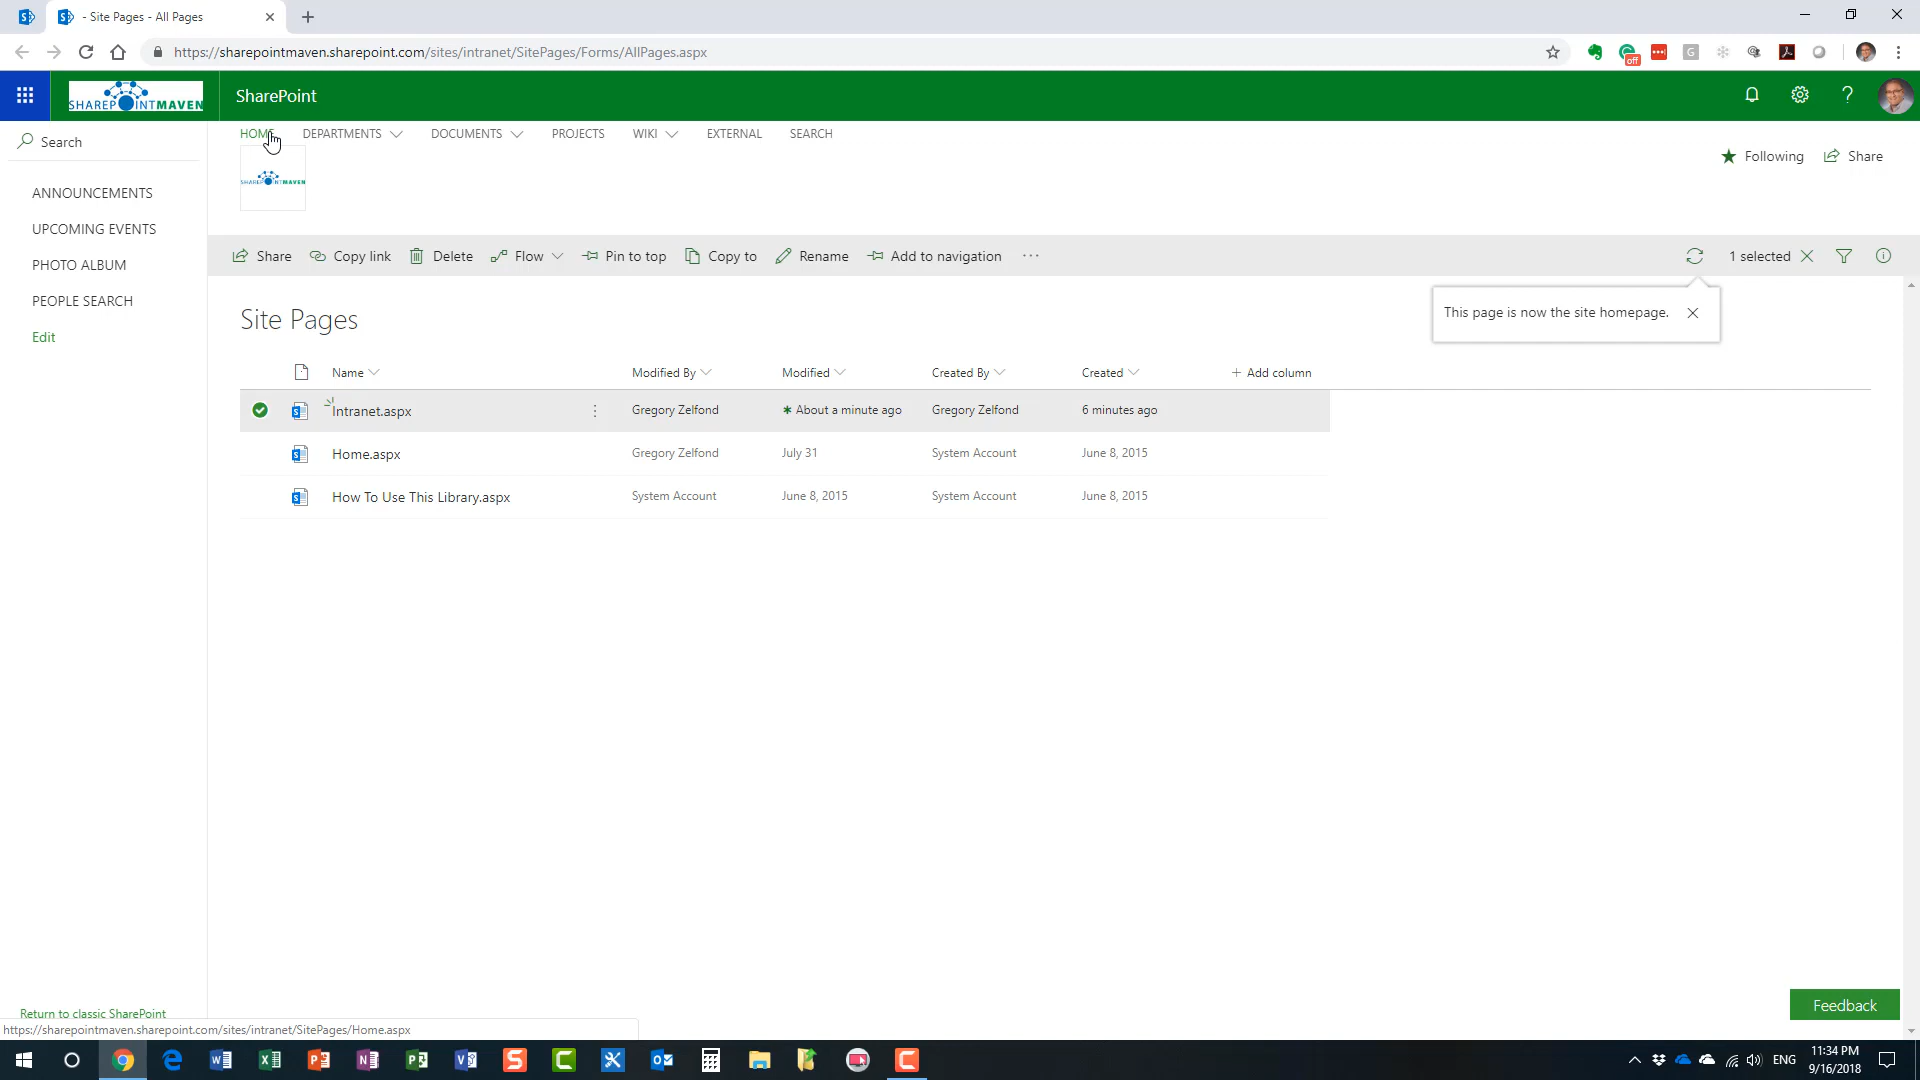 - Site Pages - All Pages
https://sharepointmaven.sharepoint.com/sites/intranet/SitePages/Forms/AllPages.aspx
off
SHAREPOINTMAVEN
SharePoint
Search
HOME DEPARTMENTS DOCUMENTS PROJECTS WIKI EXTERNAL SEARCH
SHAREPOINTMAVEN
Following Share
ANNOUNCEMENTS
UPCOMING EVENTS
PHOTO ALBUM
PEOPLE SEARCH
Edit
Share Copy link Delete Flow Pin to top Copy to Rename Add to navigation ... 1 selected
This page is now the site homepage.
Site Pages
Name Modified By Modified Created By Created + Add column
Intranet.aspx Gregory Zelfond About a minute ago Gregory Zelfond 6 minutes ago
Home.aspx Gregory Zelfond July 31 System Account June 8, 2015
How To Use This Library.aspx System Account June 8, 2015 System Account June 8, 2015
Feedback
Return to classic SharePoint
https://sharepointmaven.sharepoint.com/sites/intranet/SitePages/Home.aspx
ENG
11:34 PM
9/16/2018